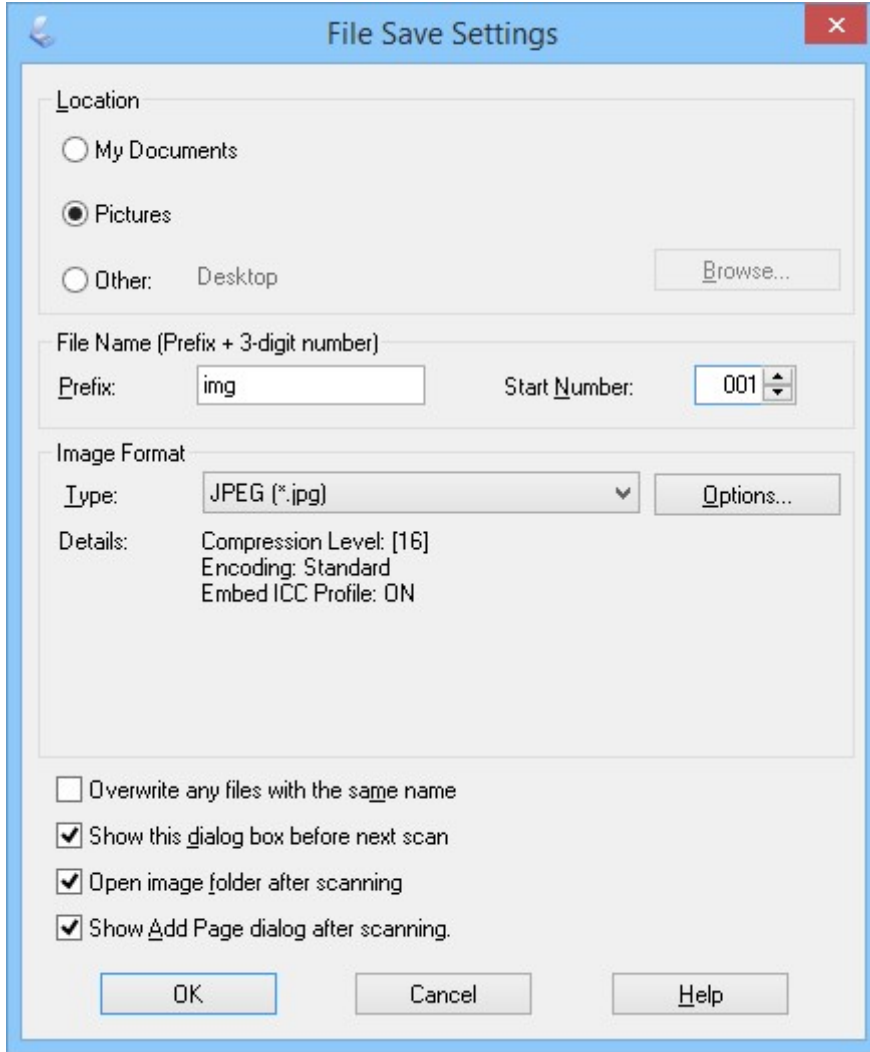 File Save Settings
Location
My Documents
Pictures
Other: Desktop Browse...
File Name (Prefix + 3-digit number)
Prefix: img Start Number: 001
Image Format
Type: JPEG (*.jpg) Options...
Details: Compression Level: [16]
Encoding: Standard
Embed ICC Profile: ON
Overwrite any files with the same name
Show this dialog box before next scan
Open image folder after scanning
Show Add Page dialog after scanning.
OK Cancel Help